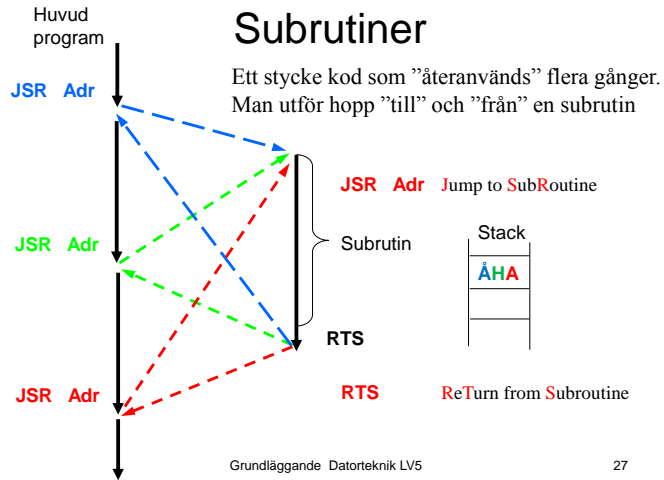 Huvud
program
Subrutiner
Ett stycke kod som ”återanvänds” flera gånger.
Man utför hopp ”till” och ”från” en subrutin
JSR Adr
JSR Adr Jump to SubRoutine
JSR Adr
Subrutin
Stack
ÅHA
RTS
JSR Adr
RTS ReTurn from Subroutine
Grundläggande Datorteknik LV5
27